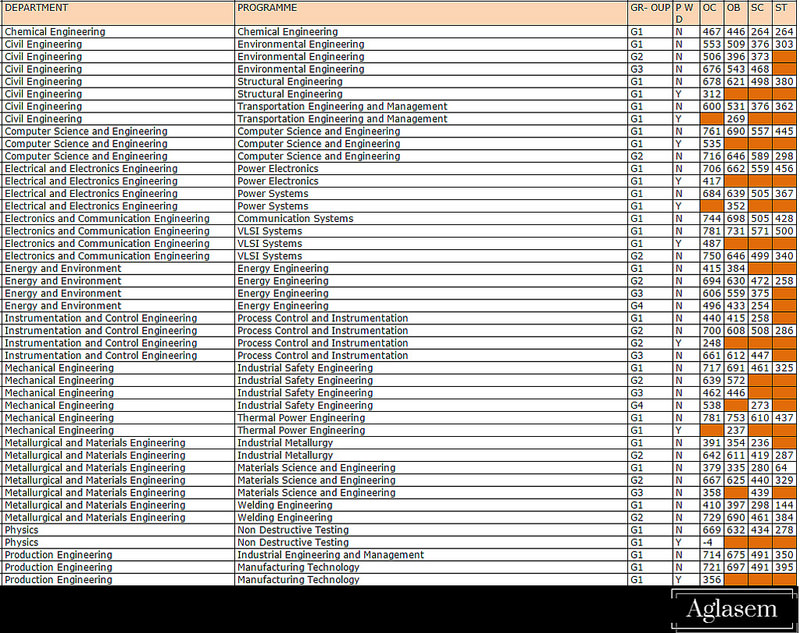 DEPARTMENT PROGRAMME GR- OUP P W D OC OB SC ST
Chemical Engineering Chemical Engineering G1 N 467 446 264 264
Civil Engineering Environmental Engineering G1 N 553 509 376 303
Civil Engineering Environmental Engineering G2 N 506 396 373
Civil Engineering Environmental Engineering G3 N 676 543 468
Civil Engineering Structural Engineering G1 N 678 621 498 380
Civil Engineering Structural Engineering G1 Y 312
Civil Engineering Transportation Engineering and Management G1 N 600 531 376 362
Civil Engineering Transportation Engineering and Management G1 Y 269
Computer Science and Engineering Computer Science and Engineering G1 N 761 690 557 445
Computer Science and Engineering Computer Science and Engineering G1 Y 535
Computer Science and Engineering Computer Science and Engineering G2 N 716 646 589 298
Electrical and Electronics Engineering Power Electronics G1 N 706 662 559 456
Electrical and Electronics Engineering Power Electronics G1 Y 417
Electrical and Electronics Engineering Power Systems G1 N 684 639 505 367
Electrical and Electronics Engineering Power Systems G1 Y 352
Electronics and Communication Engineering Communication Systems G1 N 744 698 505 428
Electronics and Communication Engineering VLSI Systems G1 N 781 731 571 500
Electronics and Communication Engineering VLSI Systems G1 Y 487
Electronics and Communication Engineering VLSI Systems G2 N 750 646 499 340
Energy and Environment Energy Engineering G1 N 415 384
Energy and Environment Energy Engineering G2 N 694 630 472 258
Energy and Environment Energy Engineering G3 N 606 559 375
Energy and Environment Energy Engineering G4 N 496 433 254
Instrumentation and Control Engineering Process Control and Instrumentation G1 N 440 415 258
Instrumentation and Control Engineering Process Control and Instrumentation G2 N 700 608 508 286
Instrumentation and Control Engineering Process Control and Instrumentation G2 Y 248
Instrumentation and Control Engineering Process Control and Instrumentation G3 N 661 612 447
Mechanical Engineering Industrial Safety Engineering G1 N 717 691 461 325
Mechanical Engineering Industrial Safety Engineering G2 N 639 572
Mechanical Engineering Industrial Safety Engineering G3 N 462 446
Mechanical Engineering Industrial Safety Engineering G4 N 538 273
Mechanical Engineering Thermal Power Engineering G1 N 781 753 610 437
Mechanical Engineering Thermal Power Engineering G1 Y 237
Metallurgical and Materials Engineering Industrial Metallurgy G1 N 391 354 236
Metallurgical and Materials Engineering Industrial Metallurgy G2 N 642 611 419 287
Metallurgical and Materials Engineering Materials Science and Engineering G1 N 379 335 280 64
Metallurgical and Materials Engineering Materials Science and Engineering G2 N 667 625 440 329
Metallurgical and Materials Engineering Materials Science and Engineering G3 N 358 439
Metallurgical and Materials Engineering Welding Engineering G1 N 410 397 298 144
Metallurgical and Materials Engineering Welding Engineering G2 N 729 690 461 384
Physics Non Destructive Testing G1 N 669 632 434 278
Physics Non Destructive Testing G1 Y -4
Production Engineering Industrial Engineering and Management G1 N 714 675 491 350
Production Engineering Manufacturing Technology G1 N 721 697 491 395
Production Engineering Manufacturing Technology G1 Y 356
Aglasem